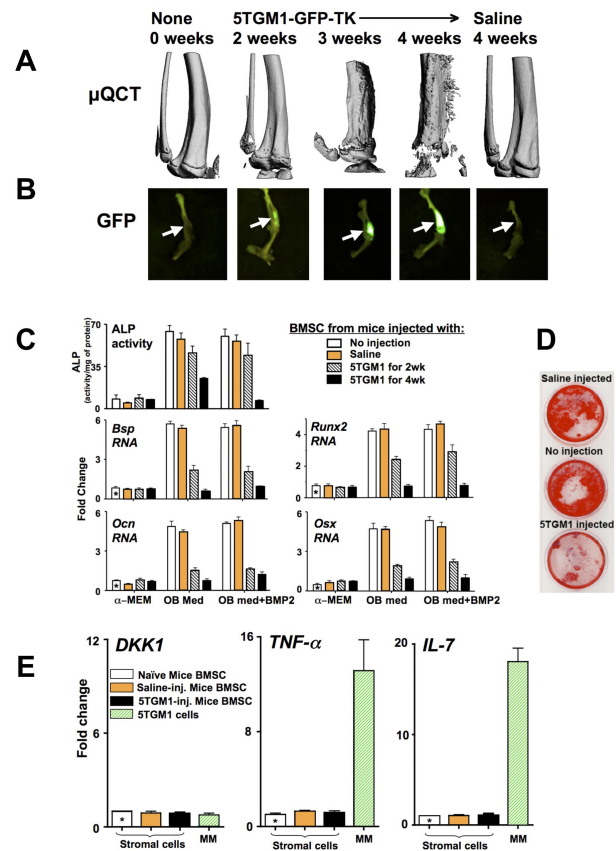 None 5TGM1-GFP-TK Saline
0 weeks 2 weeks 3 weeks 4 weeks 4 weeks
A
µQCT
B
GFP
C
ALP activity
ALP
(activity/mg of protein)
70
35
0
BMSC from mice injected with:
No injection
Saline
5TGM1 for 2wk
5TGM1 for 4wk
Bsp
RNA
6
3
0
*
Runx2
RNA
4
2
0
*
Fold Change
Ocn
RNA
6
3
0
*
α–MEM OB Med OB med+BMP2
Osx
RNA
6
3
0
*
α–MEM OB med OB med+BMP2
D
Saline injected
No injection
5TGM1 injected
E
Fold change
DKK1
12
6
0
Naïve Mice BMSC
Saline-inj. Mice BMSC
5TGM1-inj. Mice BMSC
5TGM1 cells
*
Stromal cells MM
TNF-α
16
8
0
*
Stromal cells MM
IL-7
20
10
0
*
Stromal cells MM